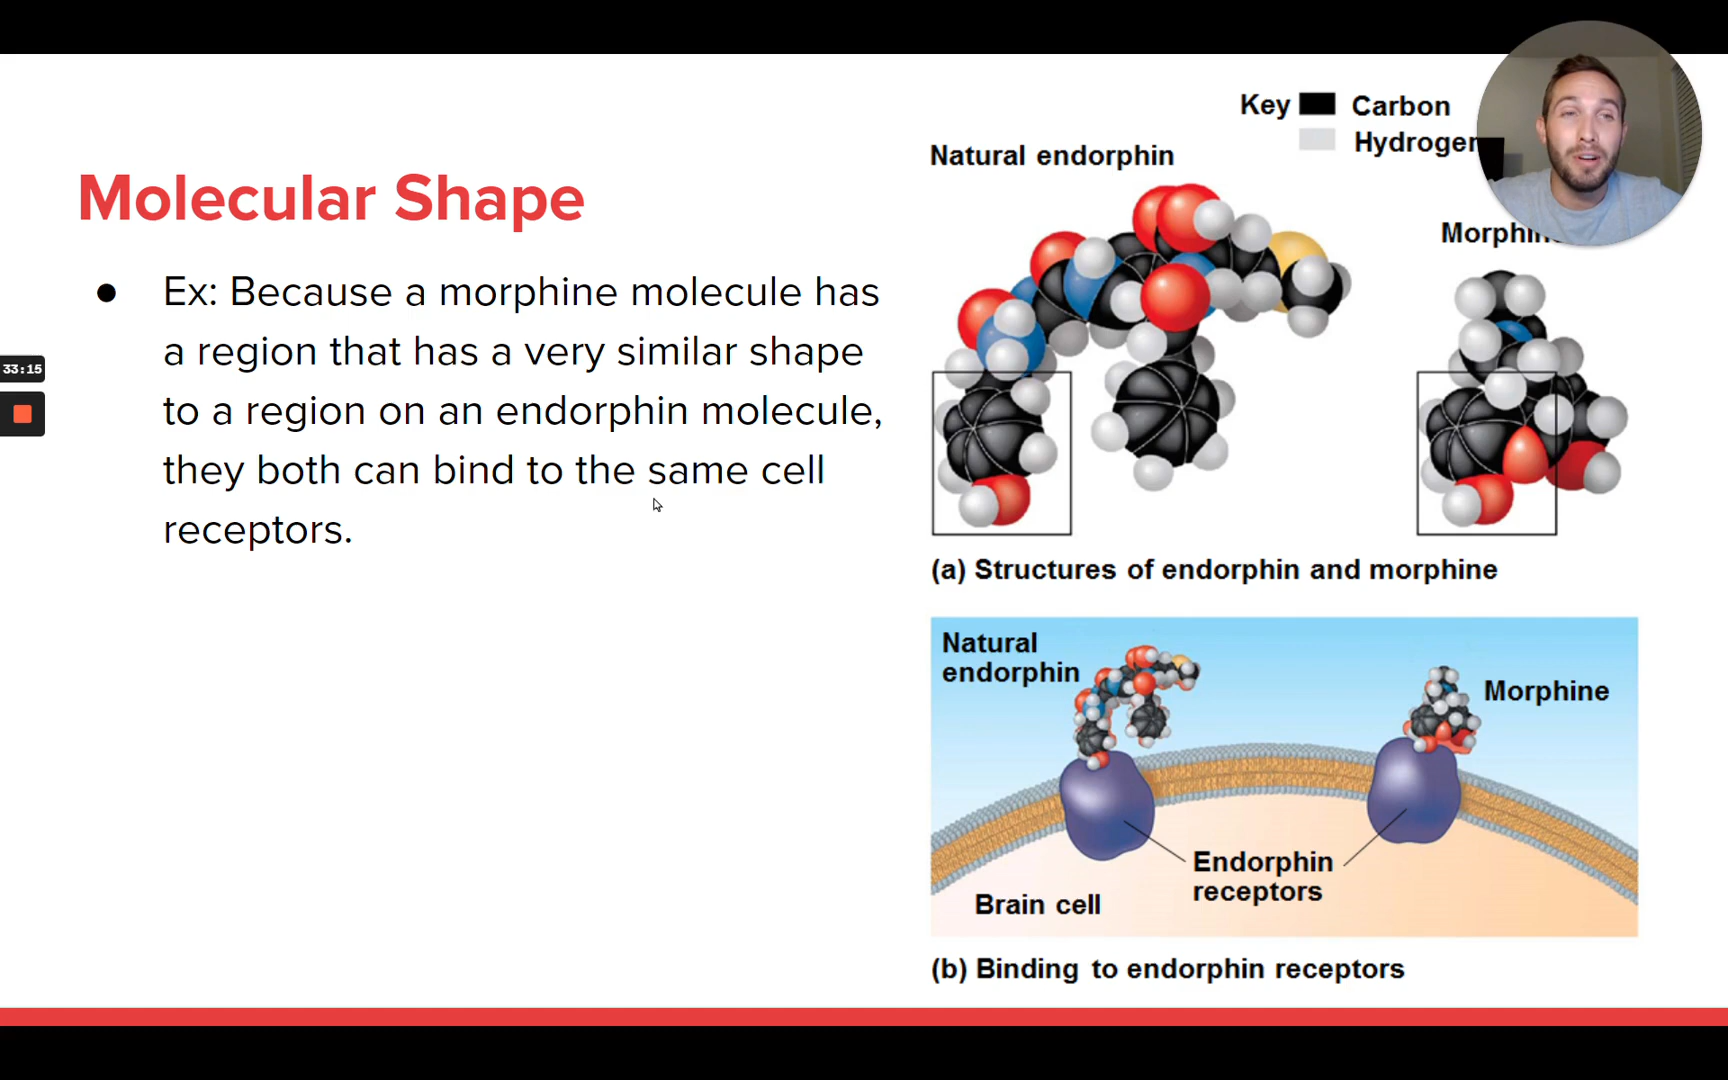 Key Carbon
Hydrogen
Natural endorphin
Molecular Shape
Morphine
● Ex: Because a morphine molecule has
a region that has a very similar shape
33:15
to a region on an endorphin molecule,
they both can bind to the same cell
receptors.
(a) Structures of endorphin and morphine
Natural
endorphin
Morphine
Endorphin
receptors
Brain cell
(b) Binding to endorphin receptors